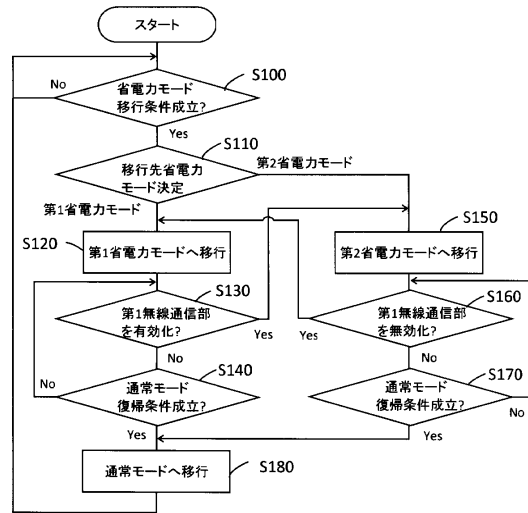 スタート
No
S100
省電力モード
移行条件成立?
Yes
S110
移行先省電力
モード決定
第2省電力モード
第1省電力モード
S120
第1省電力モードへ移行
S150
第2省電力モードへ移行
S130
第1無線通信部
を有効化?
Yes
No
S160
第1無線通信部
を無効化?
Yes
No
S140
通常モード
復帰条件成立?
No
Yes
S170
通常モード
復帰条件成立?
No
Yes
S180
通常モードへ移行